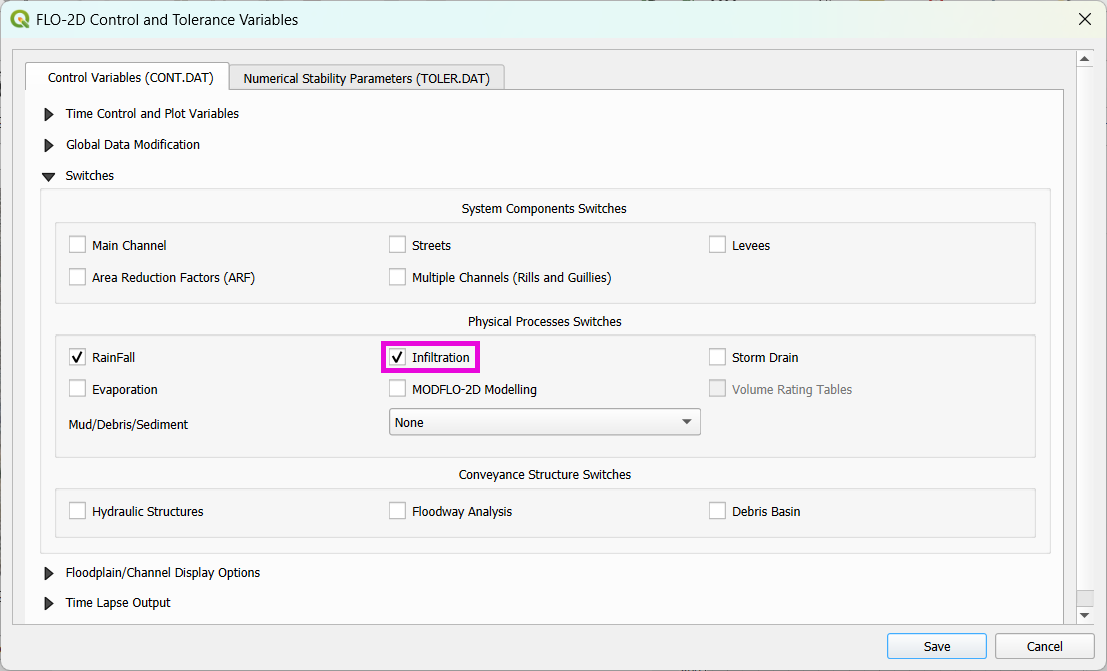 FLO-2D Control and Tolerance Variables
Control Variables (CONT.DAT) Numerical Stability Parameters (TOLER.DAT)
Time Control and Plot Variables
Global Data Modification
Switches
System Components Switches
Main Channel Streets Levees
Area Reduction Factors (ARF) Multiple Channels (Rills and Guillies)
Physical Processes Switches
RainFall Infiltration Storm Drain
Evaporation MODFLO-2D Modelling Volume Rating Tables
Mud/Debris/Sediment None
Conveyance Structure Switches
Hydraulic Structures Floodway Analysis Debris Basin
Floodplain/Channel Display Options
Time Lapse Output
Save Cancel